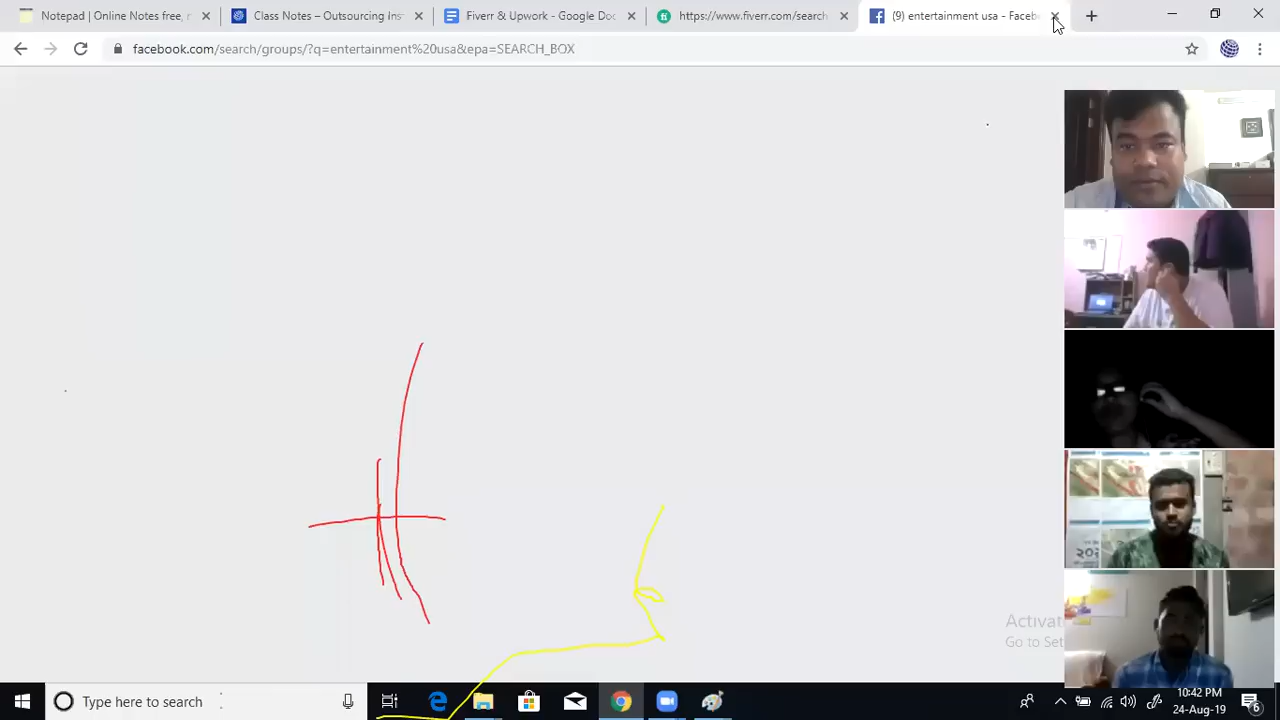 Notepad | Online Notes free, n
Class Notes – Outsourcing Ins
Fiverr & Upwork - Google Doc
https://www.fiverr.com/search
(9) entertainment usa - Faceb
facebook.com/search/groups/?q=entertainment%20usa&epa=SEARCH_BOX
Activat
Go to Set
Type here to search
10:42 PM
24-Aug-19
6